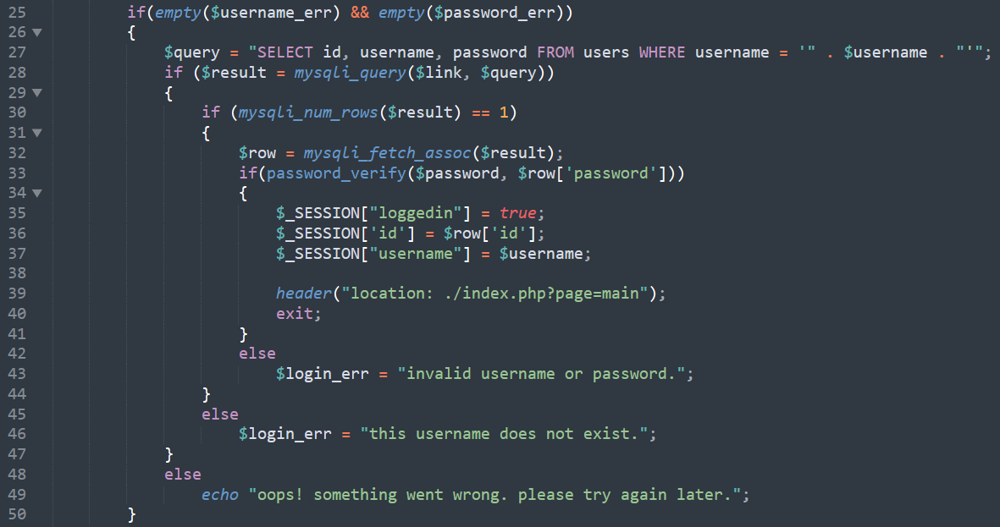 25 if(empty($username_err) && empty($password_err))
26 {
27 $query = "SELECT id, username, password FROM users WHERE username = '" . $username . "'";
28 if ($result = mysqli_query($link, $query))
29 {
30 if (mysqli_num_rows($result) == 1)
31 {
32 $row = mysqli_fetch_assoc($result);
33 if(password_verify($password, $row['password']))
34 {
35 $_SESSION["loggedin"] = true;
36 $_SESSION['id'] = $row['id'];
37 $_SESSION["username"] = $username;
38
39 header("location: ./index.php?page=main");
40 exit;
41 }
42 else
43 $login_err = "invalid username or password.";
44 }
45 else
46 $login_err = "this username does not exist.";
47 }
48 else
49 echo "oops! something went wrong. please try again later.";
50 }